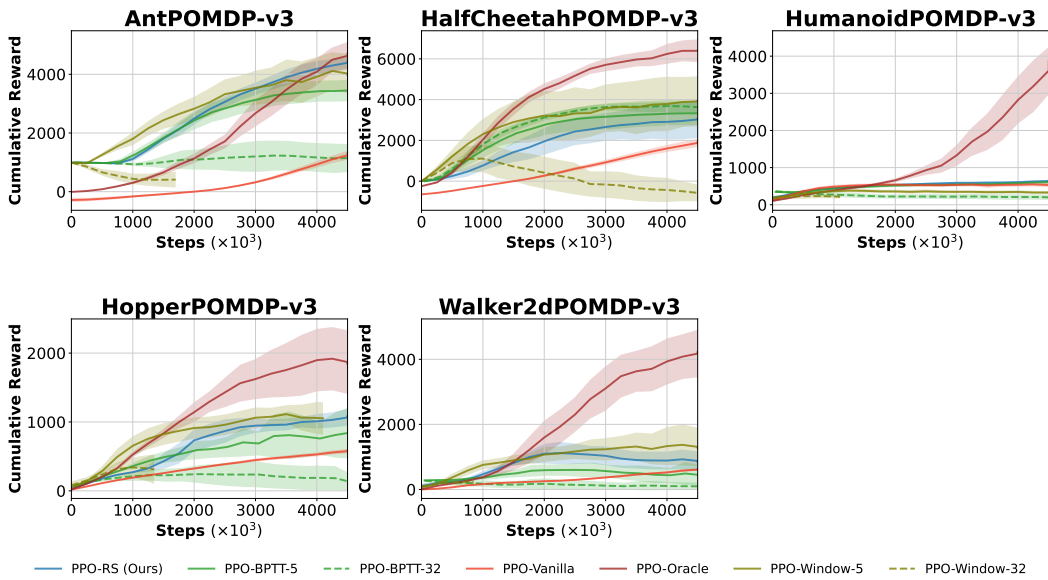 AntPOMDP-v3
HalfCheetahPOMDP-v3
HumanoidPOMDP-v3
Cumulative Reward
4000
2000
0
0 1000 2000 3000 4000
Steps (×10³)
Cumulative Reward
6000
4000
2000
0
0 1000 2000 3000 4000
Steps (×10³)
Cumulative Reward
4000
3000
2000
1000
0
0 2000 4000
Steps (×10³)
HopperPOMDP-v3
Walker2dPOMDP-v3
Cumulative Reward
2000
1000
0
0 1000 2000 3000 4000
Steps (×10³)
Cumulative Reward
4000
2000
0
0 1000 2000 3000 4000
Steps (×10³)
PPO-RS (Ours) PPO-BPTT-5 PPO-BPTT-32 PPO-Vanilla PPO-Oracle PPO-Window-5 PPO-Window-32